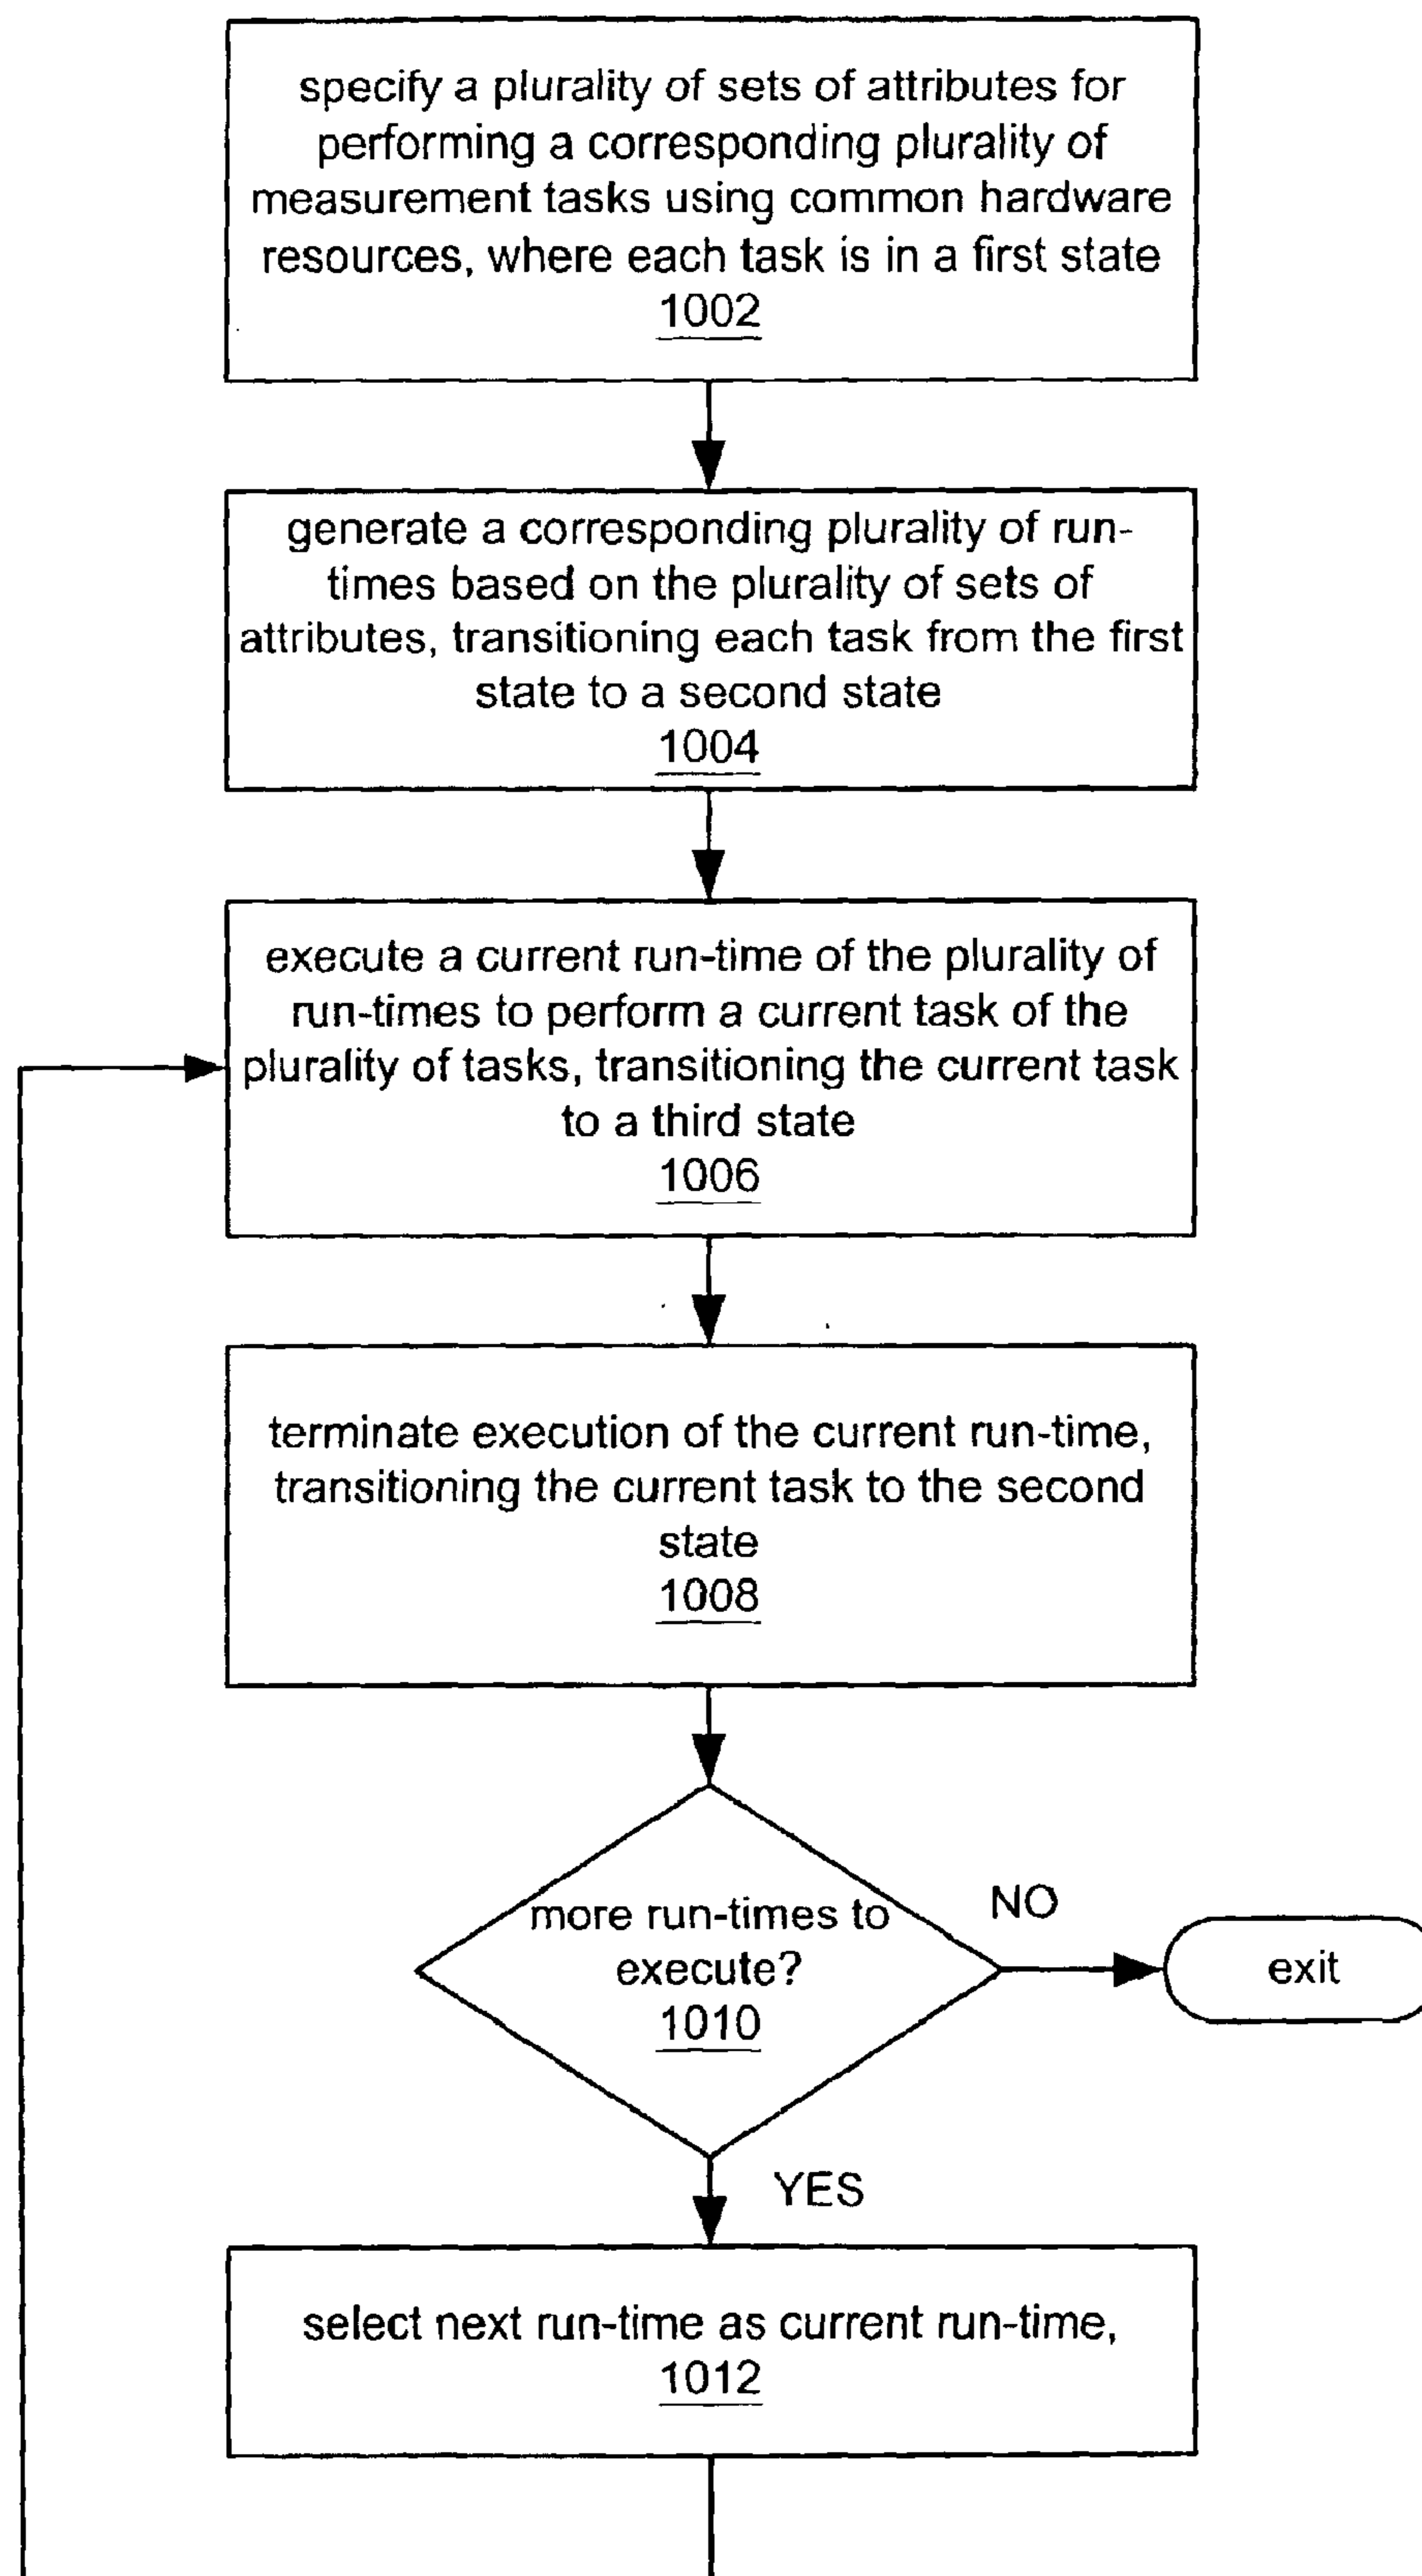 specify a plurality of sets of attributes for
performing a corresponding plurality of
measurement tasks using common hardware
resources, where each task is in a first state
1002
generate a corresponding plurality of run-
times based on the plurality of sets of
attributes, transitioning each task from the first
state to a second state
1004
execute a current run-time of the plurality of
run-times to perform a current task of the
plurality of tasks, transitioning the current task
to a third state
1006
terminate execution of the current run-time,
transitioning the current task to the second
state
1008
more run-times to
execute?
1010
NO
exit
YES
select next run-time as current run-time,
1012